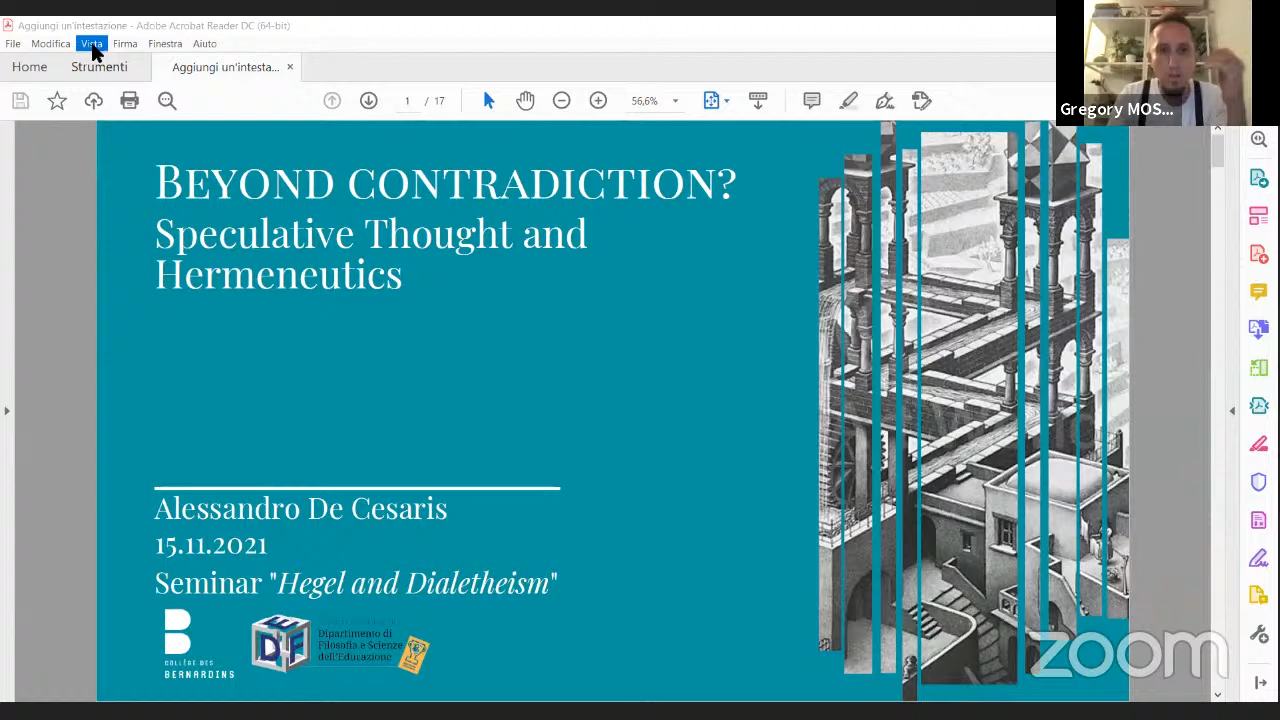 Aggiungi un'intestazione - Adobe Acrobat Reader DC (64-bit)
File Modifica Vista Firma Finestra Aiuto
Home Strumenti Aggiungi un'intesta... ×
1 / 17 56,6%
Gregory MOS...
BEYOND CONTRADICTION?
Speculative Thought and
Hermeneutics
Alessandro De Cesaris
15.11.2021
Seminar "Hegel and Dialetheism"
COLLÈGE DES
BERNARDINS
Dipartimento di
Filosofia e Scienze
dell'Educazione
zoom